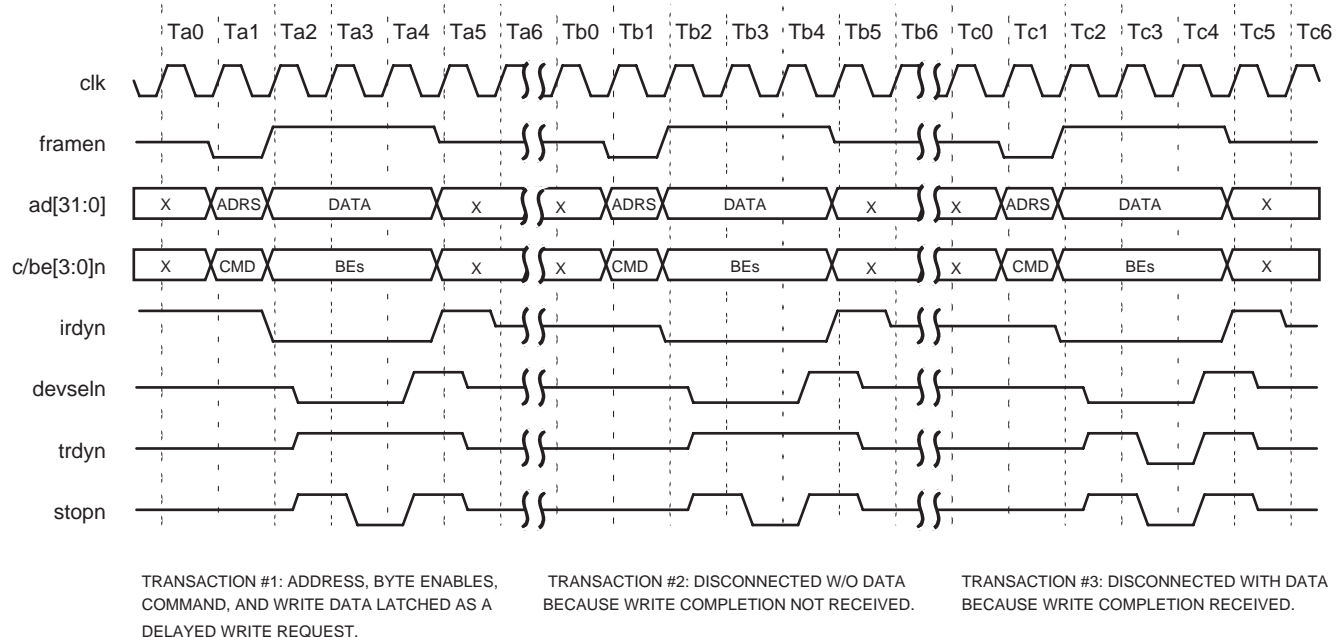 Ta0 Ta1 Ta2 Ta3 Ta4 Ta5 Ta6 Tb0 Tb1 Tb2 Tb3 Tb4 Tb5 Tb6 Tc0 Tc1 Tc2 Tc3 Tc4 Tc5 Tc6
clk
framen
ad[31:0] X ADRS DATA X X ADRS DATA X X ADRS DATA X
c/be[3:0]n X CMD BEs X X CMD BEs X X CMD BEs X
irdyn
devseln
trdyn
stopn
TRANSACTION #1: ADDRESS, BYTE ENABLES,
COMMAND, AND WRITE DATA LATCHED AS A
DELAYED WRITE REQUEST.
TRANSACTION #2: DISCONNECTED W/O DATA
BECAUSE WRITE COMPLETION NOT RECEIVED.
TRANSACTION #3: DISCONNECTED WITH DATA
BECAUSE WRITE COMPLETION RECEIVED.